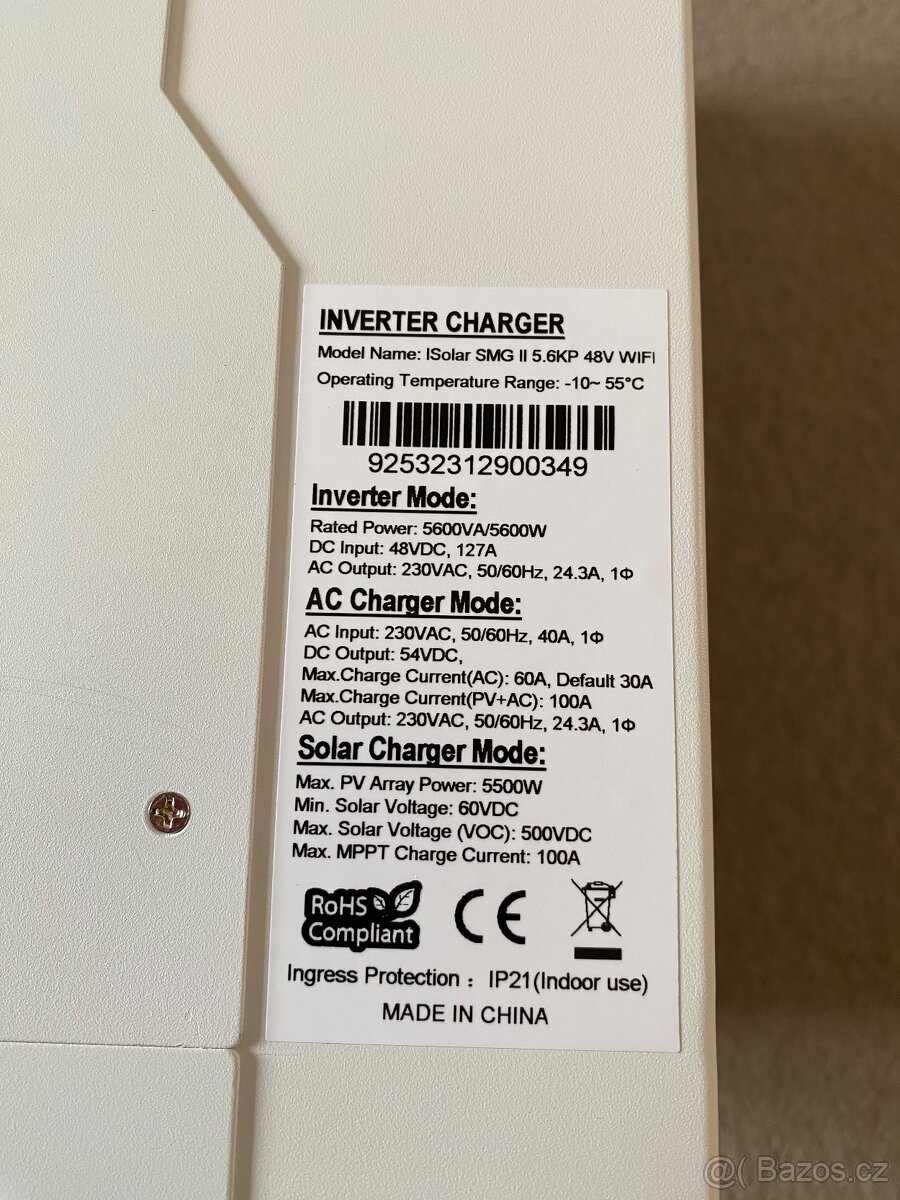 INVERTER CHARGER
Model Name: ISolar SMG II 5.6KP 48V WIFI
Operating Temperature Range: -10~ 55°C
92532312900349
Inverter Mode:
Rated Power: 5600VA/5600W
DC Input: 48VDC, 127A
AC Output: 230VAC, 50/60Hz, 24.3A, 1Φ
AC Charger Mode:
AC Input: 230VAC, 50/60Hz, 40A, 1Φ
DC Output: 54VDC,
Max.Charge Current(AC): 60A, Default 30A
Max.Charge Current(PV+AC): 100A
AC Output: 230VAC, 50/60Hz, 24.3A, 1Φ
Solar Charger Mode:
Max. PV Array Power: 5500W
Min. Solar Voltage: 60VDC
Max. Solar Voltage (VOC): 500VDC
Max. MPPT Charge Current: 100A
RoHS
Compliant
CE
Ingress Protection : IP21(Indoor use)
MADE IN CHINA
@( Bazos.cz